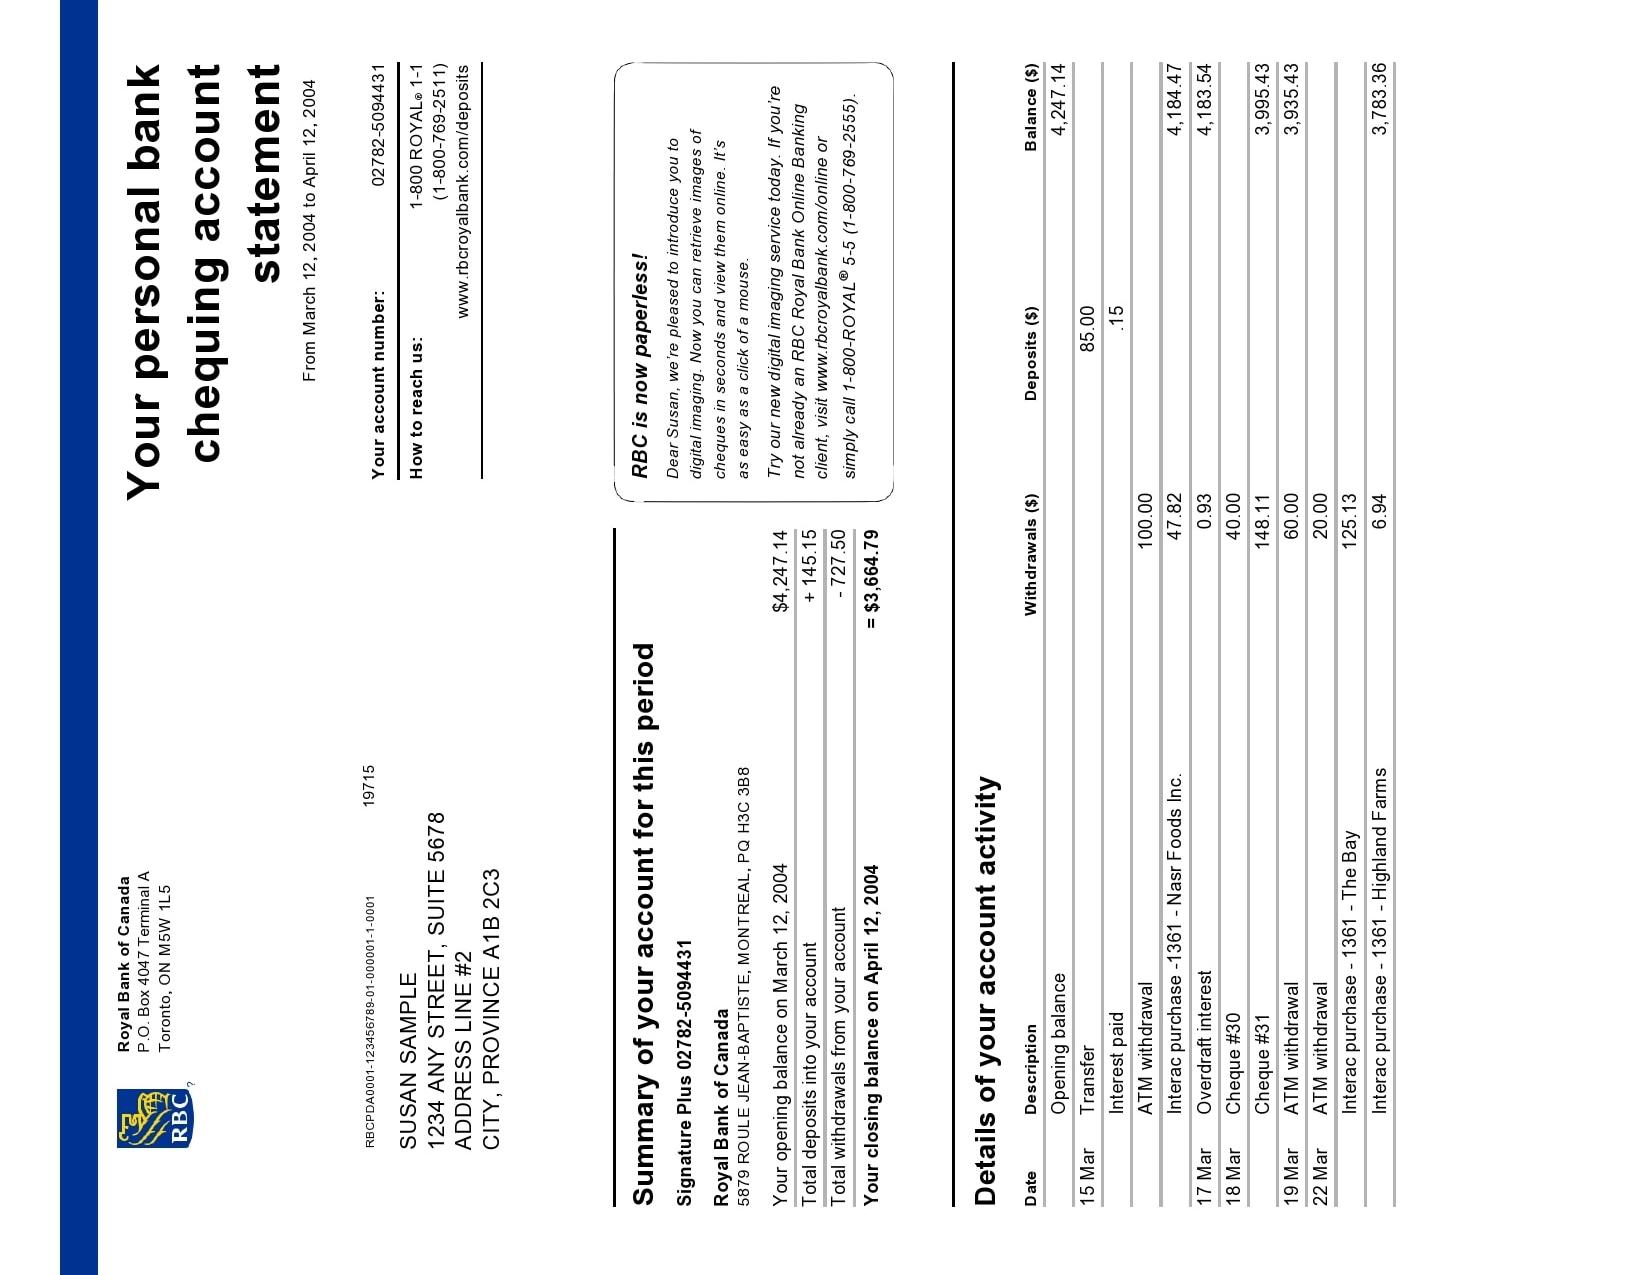 RBC
?
Royal Bank of Canada
P.O. Box 4047 Terminal A
Toronto, ON M5W 1L5
Your personal bank
chequing account
statement
From March 12, 2004 to April 12, 2004
RBCPDA0001-123456789-01-000001-1-0001 19715
SUSAN SAMPLE
1234 ANY STREET, SUITE 5678
ADDRESS LINE #2
CITY, PROVINCE A1B 2C3
Your account number: 02782-5094431
How to reach us: 1-800 ROYAL® 1-1
(1-800-769-2511)
www.rbcroyalbank.com/deposits
Summary of your account for this period
Signature Plus 02782-5094431
Royal Bank of Canada
5879 ROULE JEAN-BAPTISTE, MONTREAL, PQ H3C 3B8
Your opening balance on March 12, 2004 $4,247.14
Total deposits into your account + 145.15
Total withdrawals from your account - 727.50
Your closing balance on April 12, 2004 = $3,664.79
RBC is now paperless!
Dear Susan, we're pleased to introduce you to
digital imaging. Now you can retrieve images of
cheques in seconds and view them online. It's
as easy as a click of a mouse.
Try our new digital imaging service today. If you're
not already an RBC Royal Bank Online Banking
client, visit www.rbcroyalbank.com/online or
simply call 1-800-ROYAL® 5-5 (1-800-769-2555).
Details of your account activity
Date Description Withdrawals ($) Deposits ($) Balance ($)
Opening balance 4,247.14
15 Mar Transfer 85.00
Interest paid .15
ATM withdrawal 100.00
Interac purchase -1361 - Nasr Foods Inc. 47.82 4,184.47
17 Mar Overdraft interest 0.93 4,183.54
18 Mar Cheque #30 40.00
Cheque #31 148.11 3,995.43
19 Mar ATM withdrawal 60.00 3,935.43
22 Mar ATM withdrawal 20.00
Interac purchase - 1361 - The Bay 125.13
Interac purchase - 1361 - Highland Farms 6.94 3,783.36